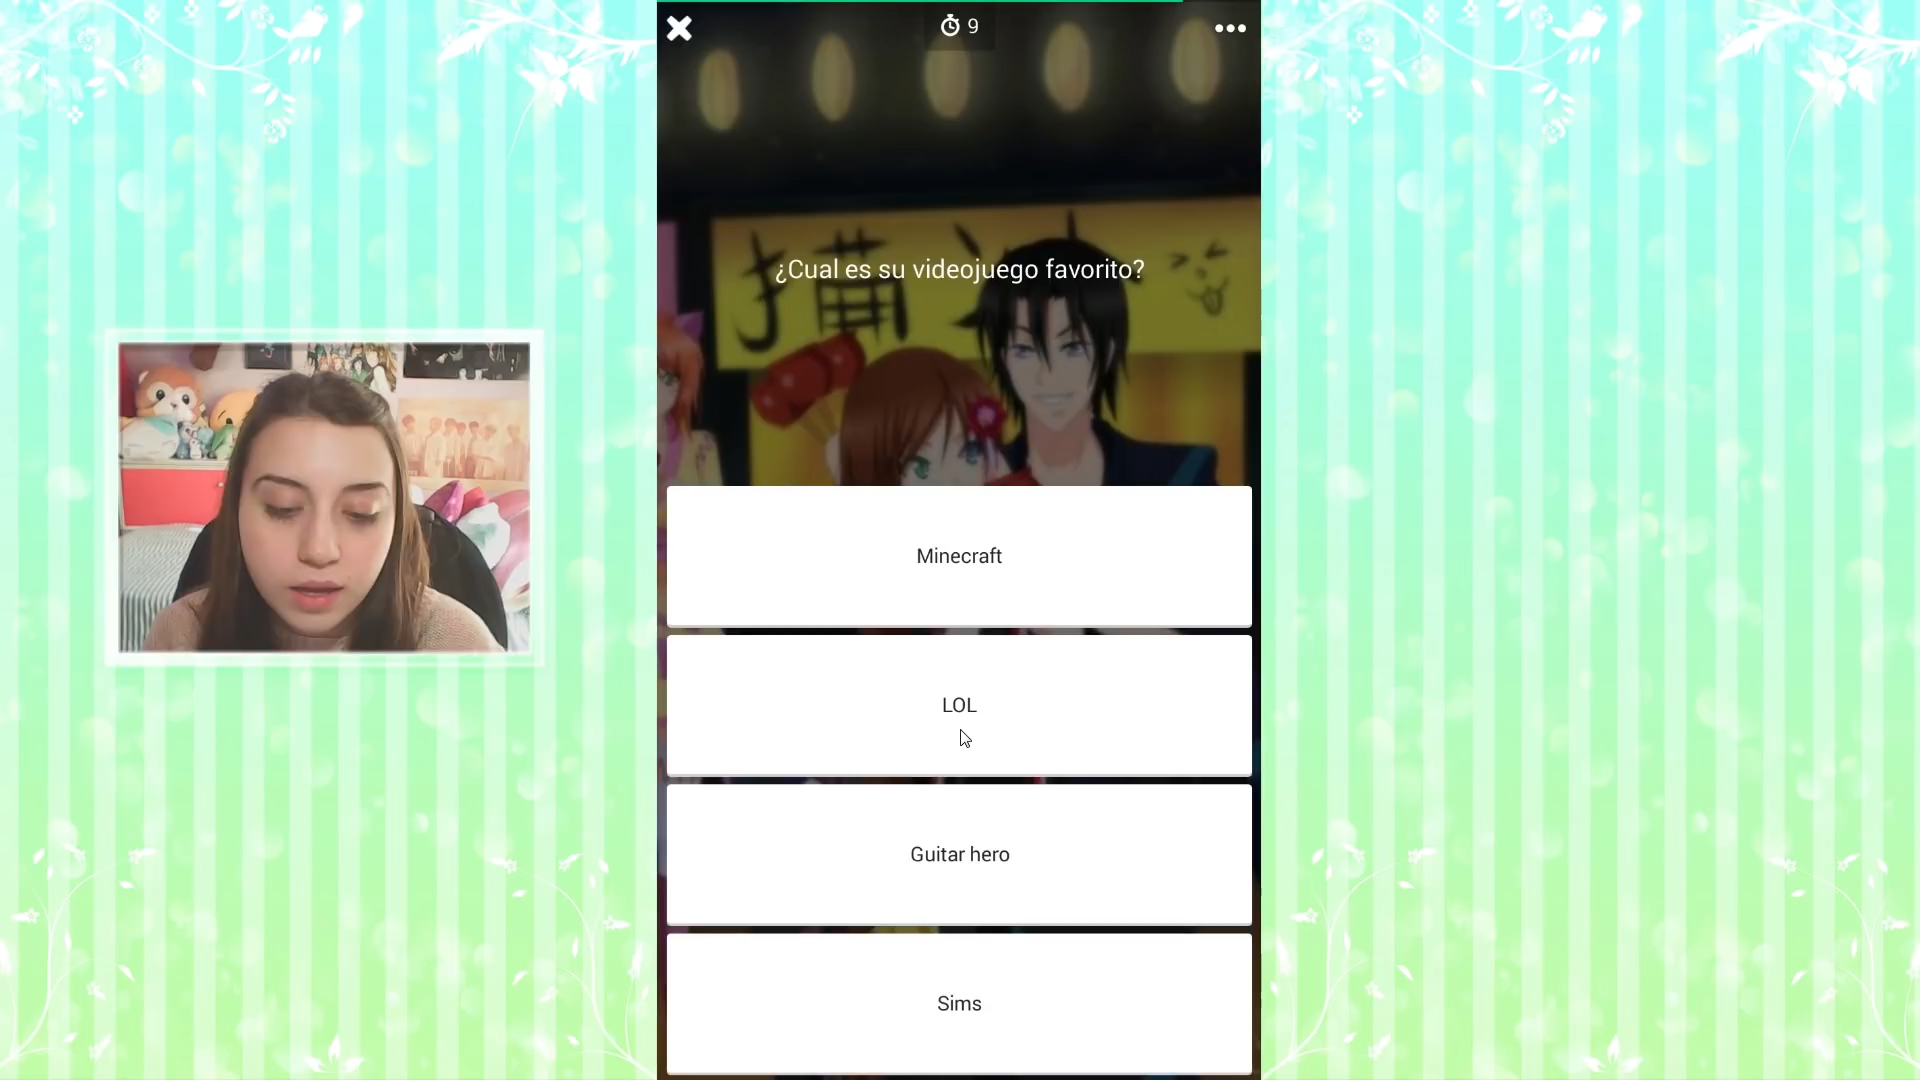 9
¿Cual es su videojuego favorito?
Minecraft
LOL
Guitar hero
Sims